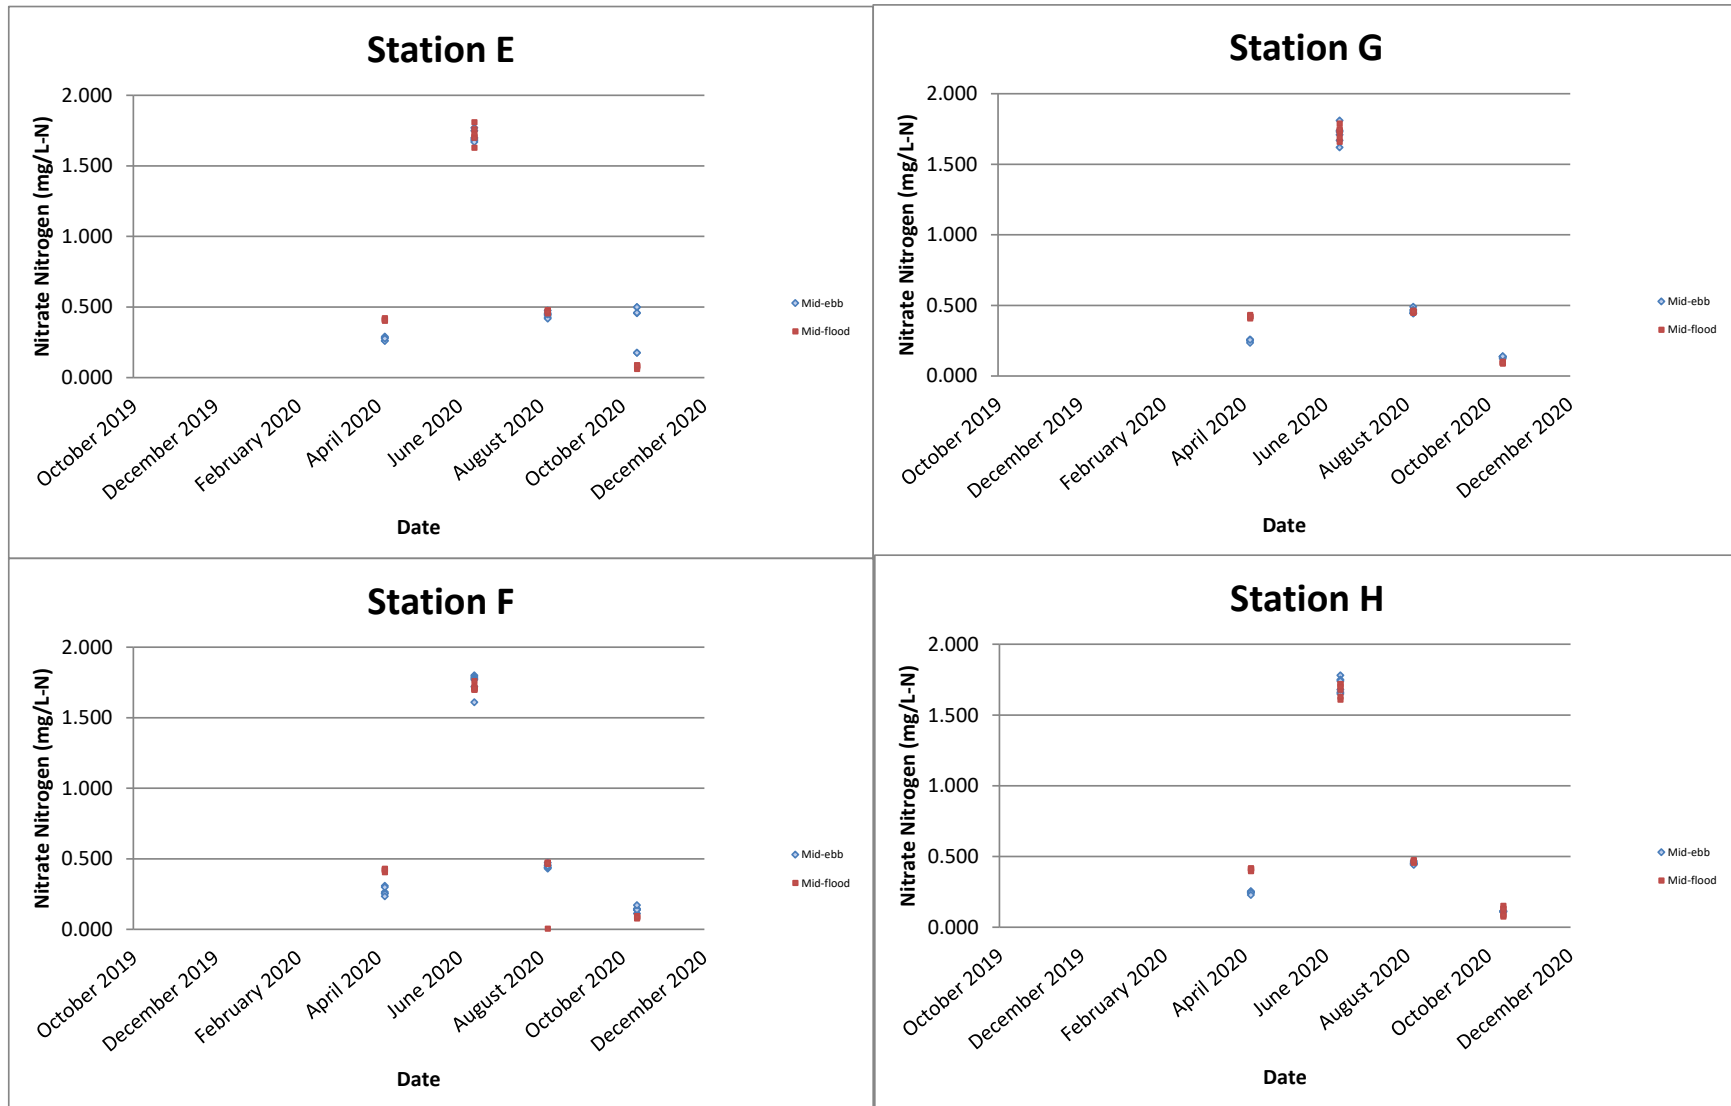 Station E
Nitrate Nitrogen (mg/L-N)
2.000
1.500
1.000
0.500
0.000
October 2019
December 2019
February 2020
April 2020
June 2020
August 2020
October 2020
December 2020
Date
Mid-ebb
Mid-flood
Station G
Nitrate Nitrogen (mg/L-N)
2.000
1.500
1.000
0.500
0.000
October 2019
December 2019
February 2020
April 2020
June 2020
August 2020
October 2020
December 2020
Date
Mid-ebb
Mid-flood
Station F
Nitrate Nitrogen (mg/L-N)
2.000
1.500
1.000
0.500
0.000
October 2019
December 2019
February 2020
April 2020
June 2020
August 2020
October 2020
December 2020
Date
Mid-ebb
Mid-flood
Station H
Nitrate Nitrogen (mg/L-N)
2.000
1.500
1.000
0.500
0.000
October 2019
December 2019
February 2020
April 2020
June 2020
August 2020
October 2020
December 2020
Date
Mid-ebb
Mid-flood